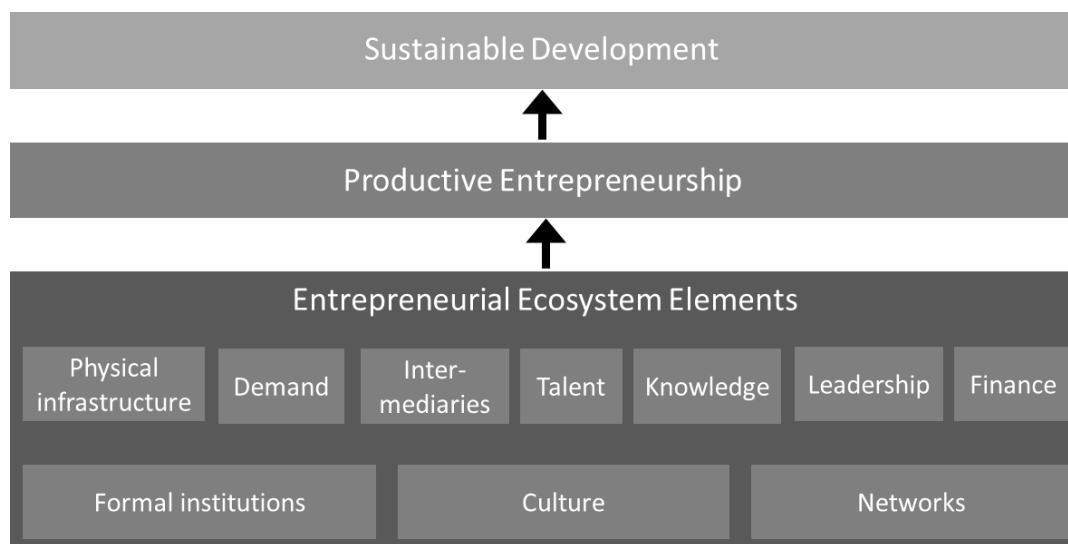 Sustainable Development
Productive Entrepreneurship
Entrepreneurial Ecosystem Elements
Physical
infrastructure
Demand
Inter-
mediaries
Talent
Knowledge
Leadership
Finance
Formal institutions
Culture
Networks